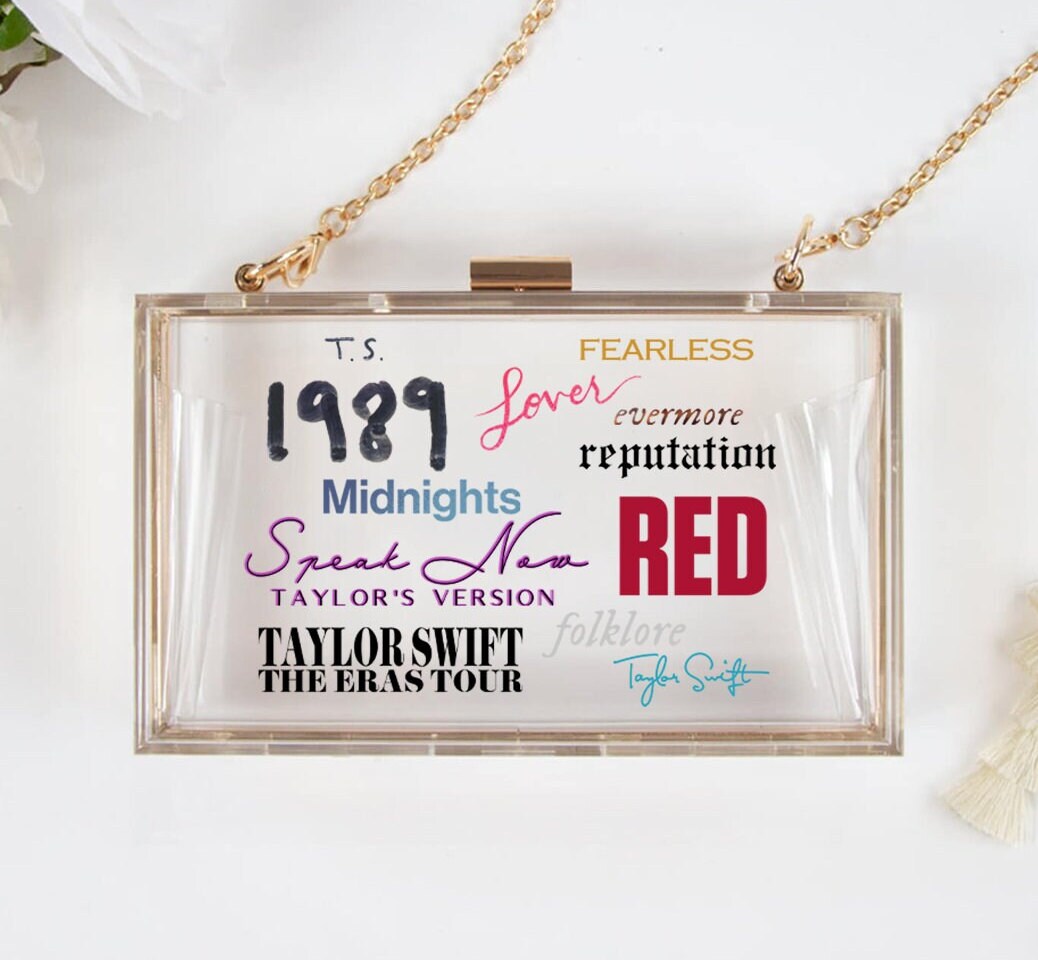 T.S.
1989
Midnights
Speak Now
TAYLOR'S VERSION
TAYLOR SWIFT
THE ERAS TOUR
Lover
FEARLESS
evermore
reputation
RED
folklore
Taylor Swift